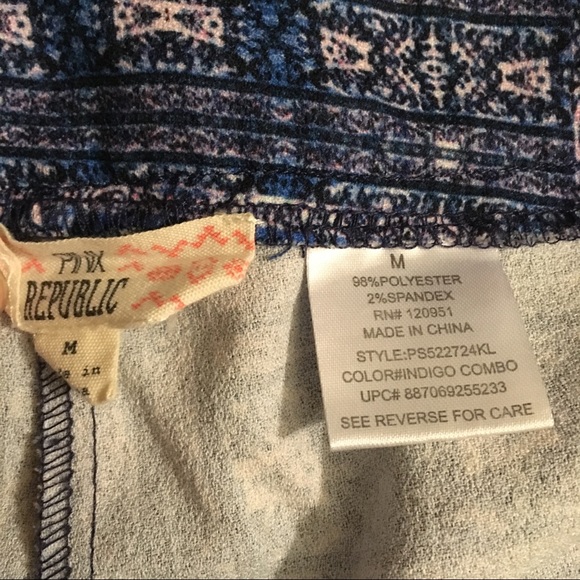 PINK
REPUBLIC
M
in
M
98%POLYESTER
2%SPANDEX
RN# 120951
MADE IN CHINA
STYLE:PS522724KL
COLOR#INDIGO COMBO
UPC# 887069255233
SEE REVERSE FOR CARE